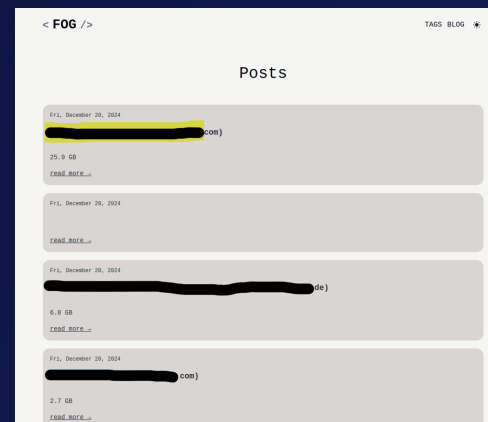 < FOG />
TAGS BLOG
Posts
Fri, December 20, 2024
com)
25.9 GB
read more →
Fri, December 20, 2024
read more →
Fri, December 20, 2024
de)
6.8 GB
read more →
Fri, December 20, 2024
com)
2.7 GB
read more →